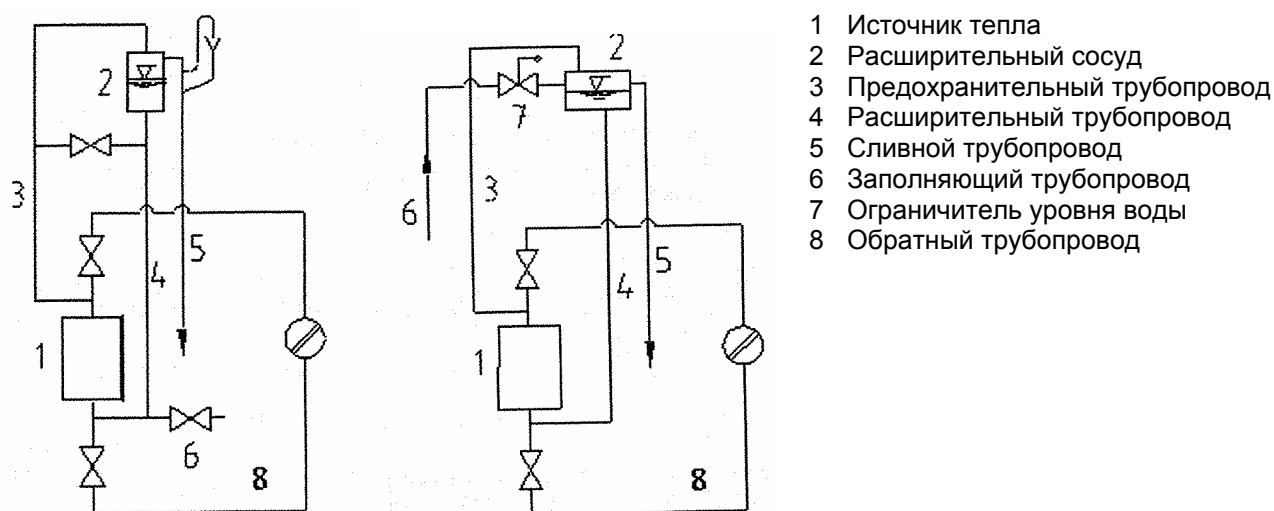 2
3
4
5
1
6
8
2
7
6
3
5
4
1
8
1 Источник тепла
2 Расширительный сосуд
3 Предохранительный трубопровод
4 Расширительный трубопровод
5 Сливной трубопровод
6 Заполняющий трубопровод
7 Ограничитель уровня воды
8 Обратный трубопровод